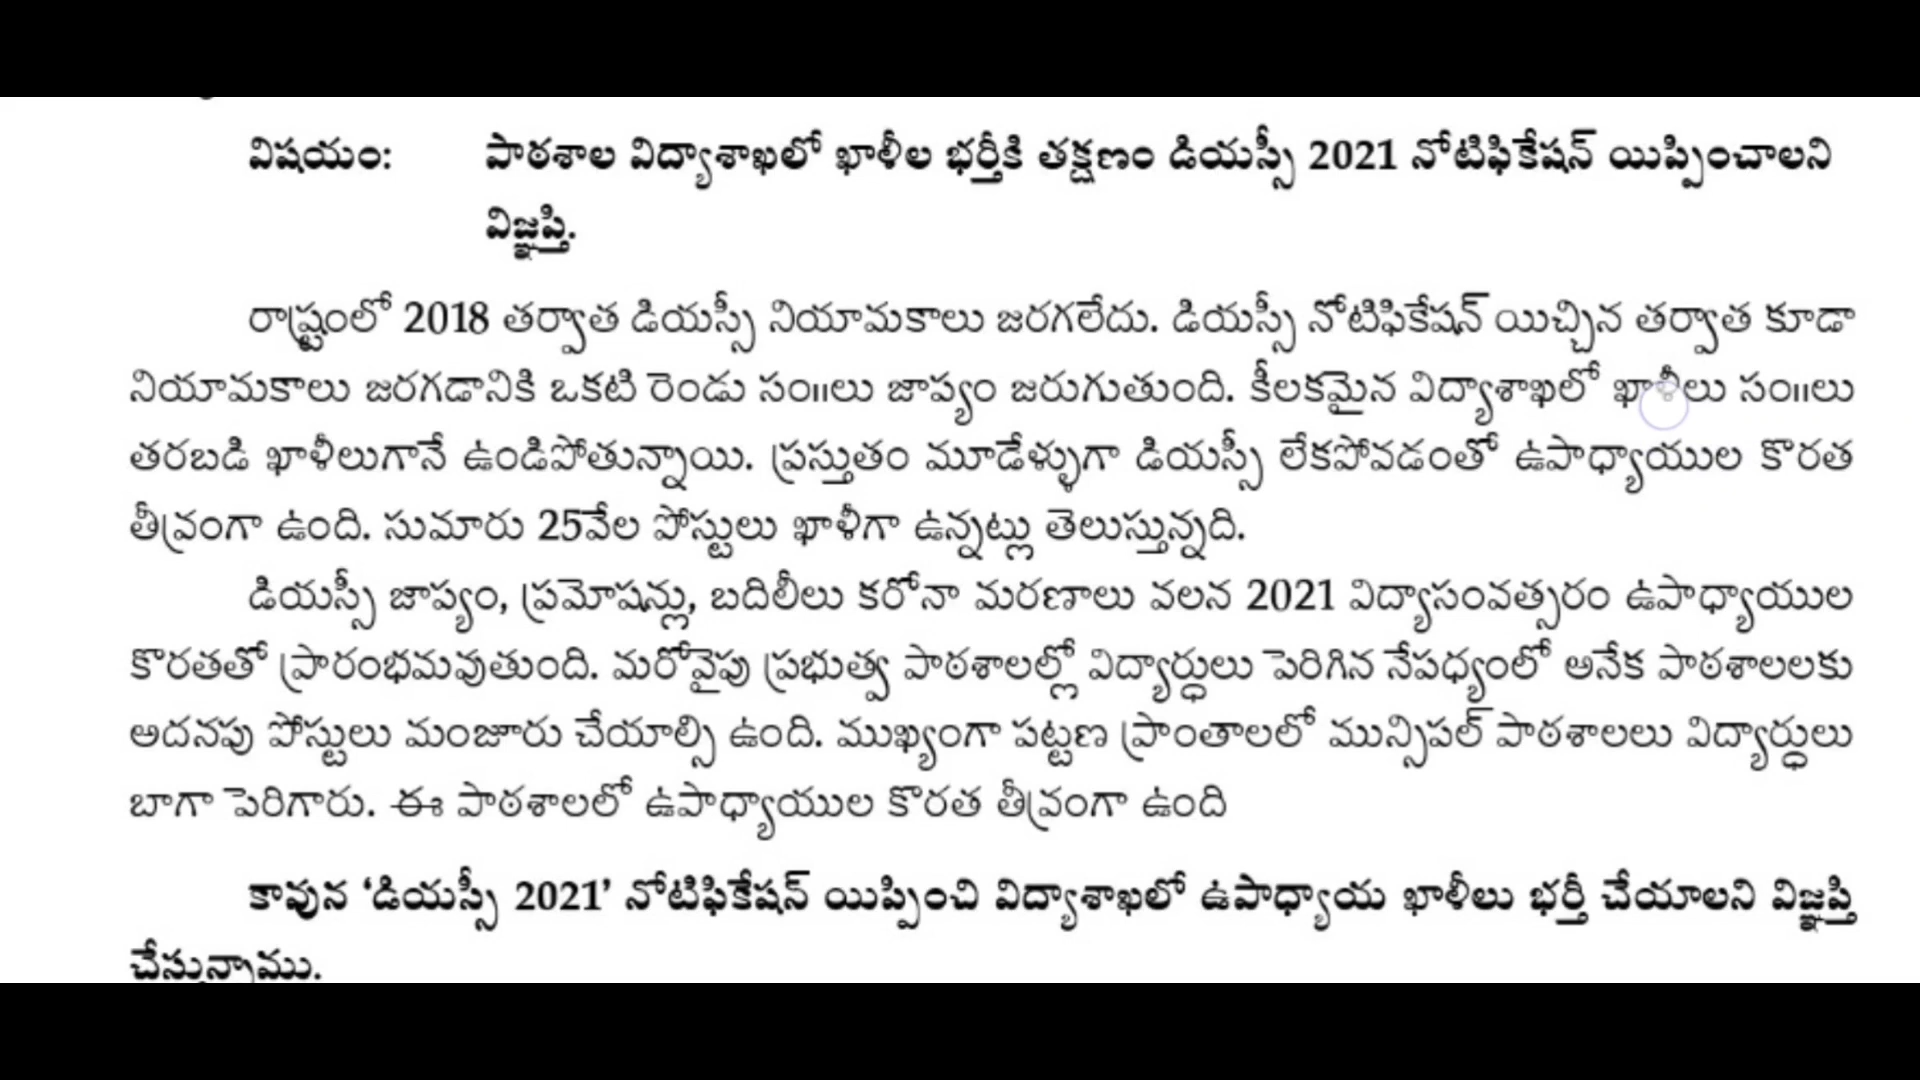 విషయం: పాఠశాల విద్యాశాఖలో ఖాళీల భర్తీకి తక్షణం డియస్సీ 2021 నోటిఫికేషన్ యిప్పించాలని
విజ్ఞప్తి.
రాష్ట్రంలో 2018 తర్వాత డియస్సీ నియామకాలు జరగలేదు. డియస్సీ నోటిఫికేషన్ యిచ్చిన తర్వాత కూడా
నియామకాలు జరగడానికి ఒకటి రెండు సం॥లు జాప్యం జరుగుతుంది. కీలకమైన విద్యాశాఖలో ఖాళీలు సం॥లు
తరబడి ఖాళీలుగానే ఉండిపోతున్నాయి. ప్రస్తుతం మూడేళ్ళుగా డియస్సీ లేకపోవడంతో ఉపాధ్యాయుల కొరత
తీవ్రంగా ఉంది. సుమారు 25వేల పోస్టులు ఖాళీగా ఉన్నట్లు తెలుస్తున్నది.
డియస్సీ జాప్యం, ప్రమోషన్లు, బదిలీలు కరోనా మరణాలు వలన 2021 విద్యాసంవత్సరం ఉపాధ్యాయుల
కొరతతో ప్రారంభమవుతుంది. మరోవైపు ప్రభుత్వ పాఠశాలల్లో విద్యార్ధులు పెరిగిన నేపధ్యంలో అనేక పాఠశాలలకు
అదనపు పోస్టులు మంజూరు చేయాల్సి ఉంది. ముఖ్యంగా పట్టణ ప్రాంతాలలో మున్సిపల్ పాఠశాలలు విద్యార్ధులు
బాగా పెరిగారు. ఈ పాఠశాలలో ఉపాధ్యాయుల కొరత తీవ్రంగా ఉంది
కావున ‘డియస్సీ 2021’ నోటిఫికేషన్ యిప్పించి విద్యాశాఖలో ఉపాధ్యాయ ఖాళీలు భర్తీ చేయాలని విజ్ఞప్తి
చేస్తున్నాము.